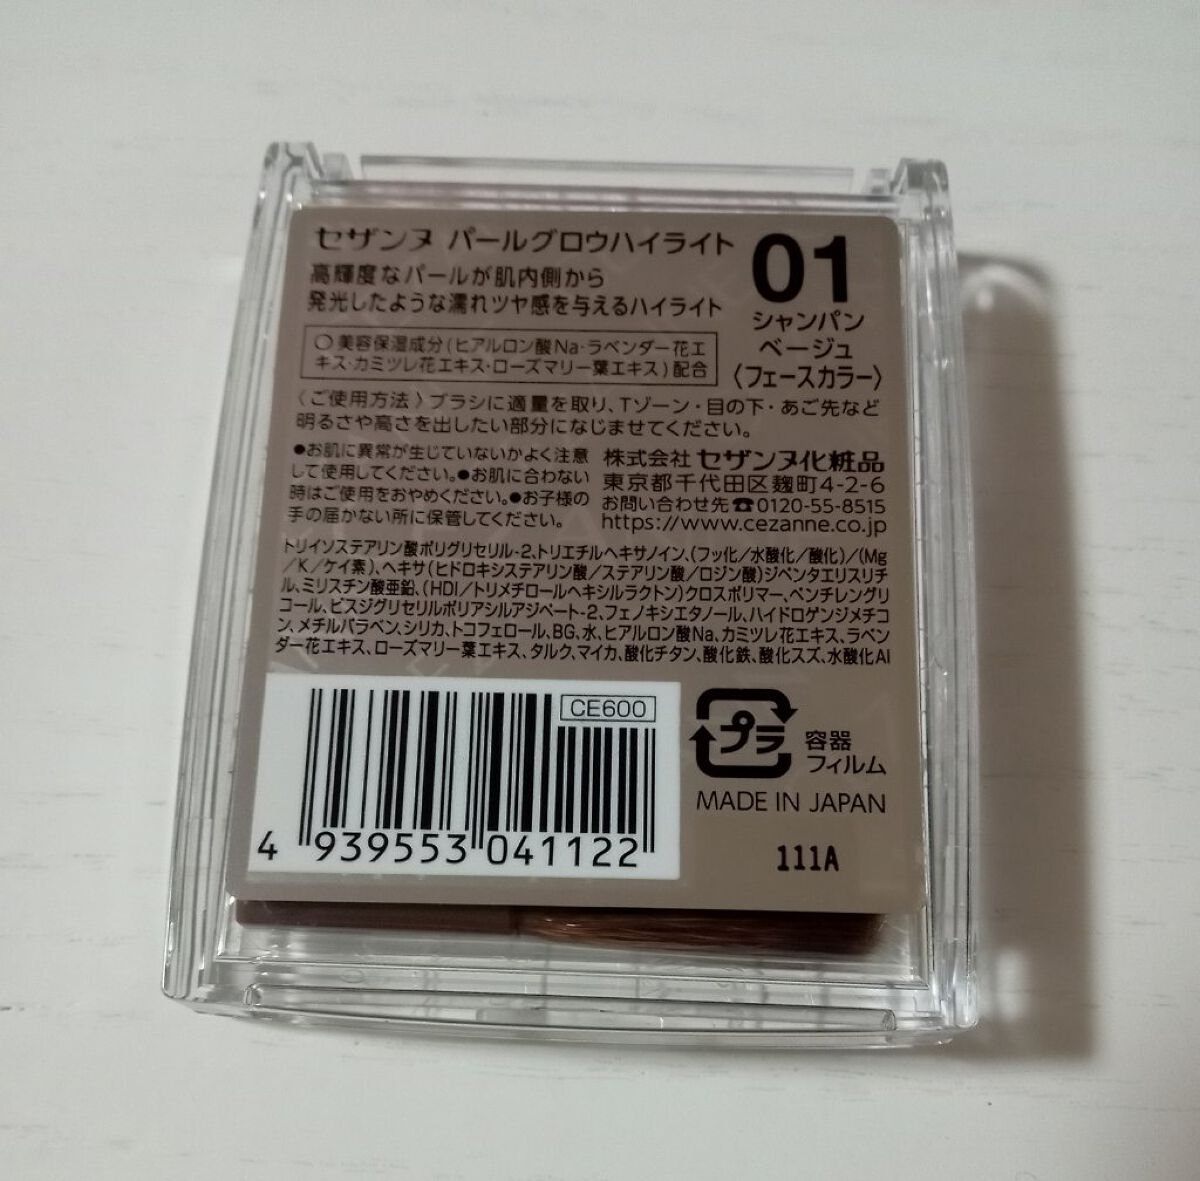 セザンヌ パールグロウハイライト
高輝度なパールが肌内側から
発光したような濡れツヤ感を与えるハイライト
01
シャンパン
ベージュ
〈フェースカラー〉
○美容保湿成分(ヒアルロン酸Na・ラベンダー花エ
キス・カミツレ花エキス・ローズマリー葉エキス)配合
〈ご使用方法〉ブラシに適量を取り、Tゾーン・目の下・あご先など
明るさや高さを出したい部分になじませてください。
●お肌に異常が生じていないかよく注意
して使用してください。●お肌に合わない
時はご使用をおやめください。●お子様の
手の届かない所に保管してください。
株式会社 セザンヌ化粧品
東京都千代田区麹町4-2-6
お問い合わせ先☎0120-55-8515
https://www.cezanne.co.jp
トリイソステアリン酸ポリグリセリル-2、トリエチルヘキサノイン、(フッ化/水酸化/酸化)/(Mg
/K/ケイ素)、ヘキサ(ヒドロキシステアリン酸/ステアリン酸/ロジン酸)ジペンタエリスリチ
ル、ミリスチン酸亜鉛、(HDI/トリメチロールヘキシルラクトン)クロスポリマー、ペンチレングリ
コール、ビスジグリセリルポリアシルアジペート-2、フェノキシエタノール、ハイドロゲンジメチコ
ン、メチルパラベン、シリカ、トコフェロール、BG、水、ヒアルロン酸Na、カミツレ花エキス、ラベン
ダー花エキス、ローズマリー葉エキス、タルク、マイカ、酸化チタン、酸化鉄、酸化スズ、水酸化Al
CE600
4 939553 041122
プラ
容器
フィルム
MADE IN JAPAN
111A